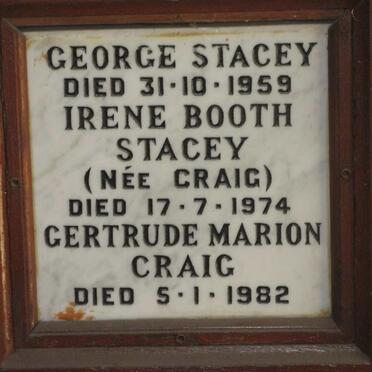 GEORGE STACEY
DIED 31·10·1959
IRENE BOOTH
STACEY
(NÉE CRAIG)
DIED 17·7·1974
GERTRUDE MARION
CRAIG
DIED 5·1·1982